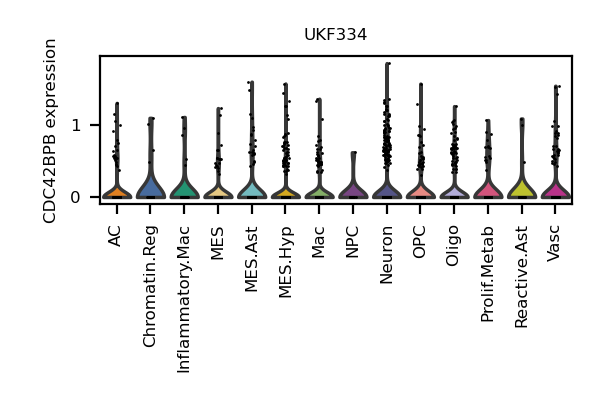 UKF334
CDC42BPB expression
1
0
AC
Chromatin.Reg
Inflammatory.Mac
MES
MES.Ast
MES.Hyp
Mac
NPC
Neuron
OPC
Oligo
Prolif.Metab
Reactive.Ast
Vasc